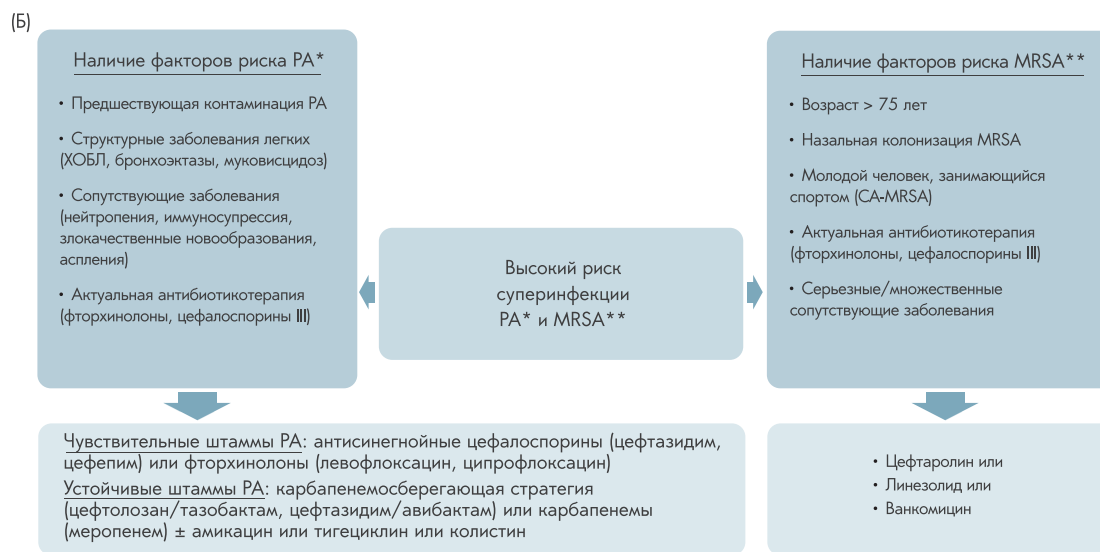 (Б)
Наличие факторов риска PA*
• Предшествующая контаминация PA
• Структурные заболевания легких
(ХОБЛ, бронхоэктазы, муковисцидоз)
• Сопутствующие заболевания
(нейтропения, иммуносупрессия,
злокачественные новообразования,
аспления)
• Актуальная антибиотикотерапия
(фторхинолоны, цефалоспорины III)
Высокий риск
суперинфекции
PA* и MRSA**
Наличие факторов риска MRSA**
• Возраст > 75 лет
• Назальная колонизация MRSA
• Молодой человек, занимающийся
спортом (CA-MRSA)
• Актуальная антибиотикотерапия
(фторхинолоны, цефалоспорины III)
• Серьезные/множественные
сопутствующие заболевания
Чувствительные штаммы PA: антисинегнойные цефалоспорины (цефтазидим,
цефепим) или фторхинолоны (левофлоксацин, ципрофлоксацин)
Устойчивые штаммы PA: карбапенемосберегающая стратегия
(цефтолозан/тазобактам, цефтазидим/авибактам) или карбапенемы
(меропенем) ± амикацин или тигециклин или колистин
• Цефтаролин или
• Линезолид или
• Ванкомицин